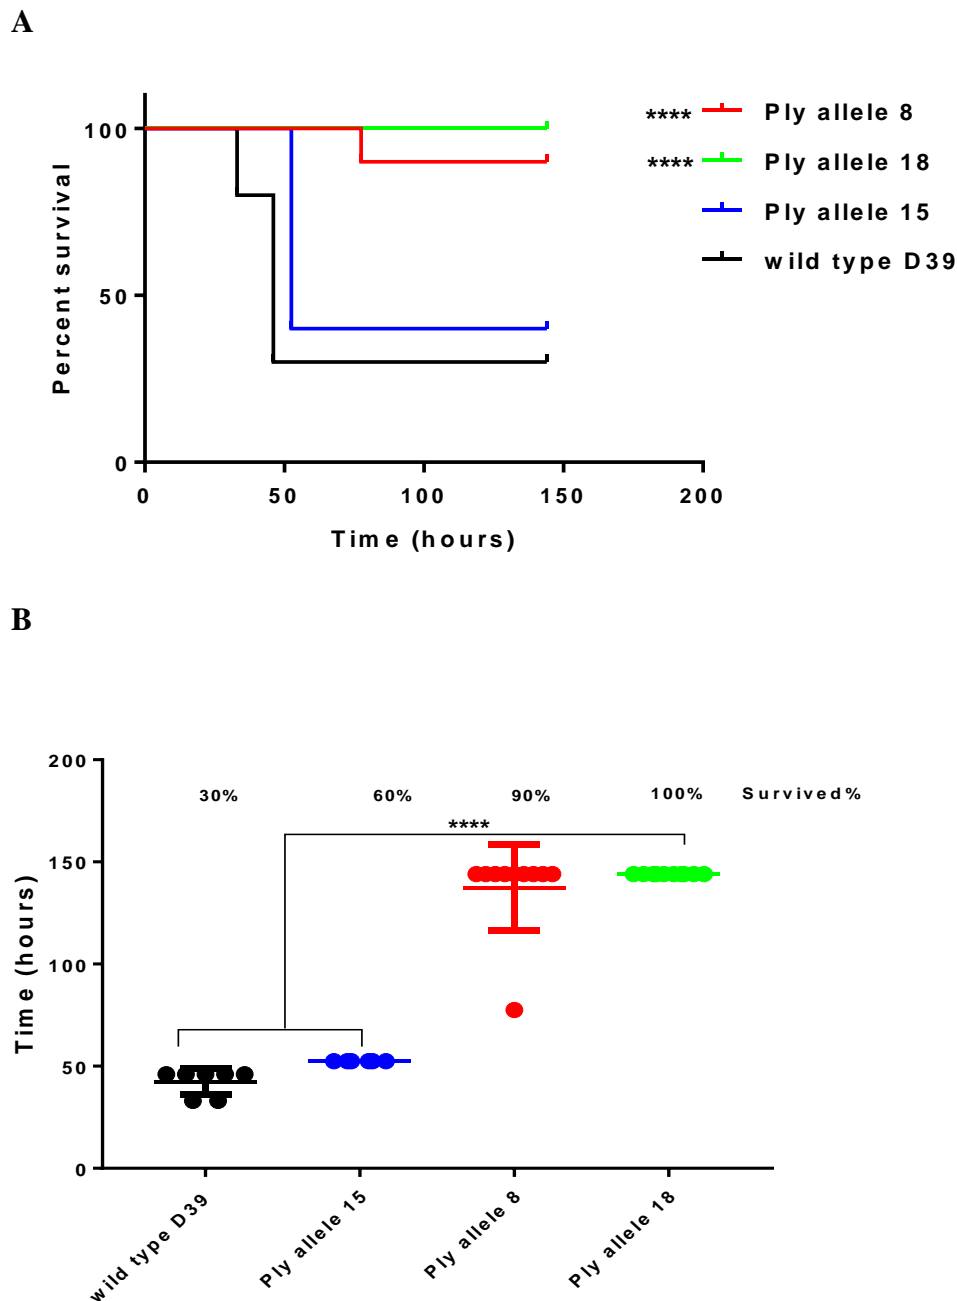 A
**** Ply allele 8
**** Ply allele 18
Ply allele 15
wild type D39
Percent survival
100
50
0
0 50 100 150 200
Time (hours)
B
Time (hours)
200
150
100
50
0
30% 60% 90% 100% Survived%
****
wild type D39
Ply allele 15
Ply allele 8
Ply allele 18